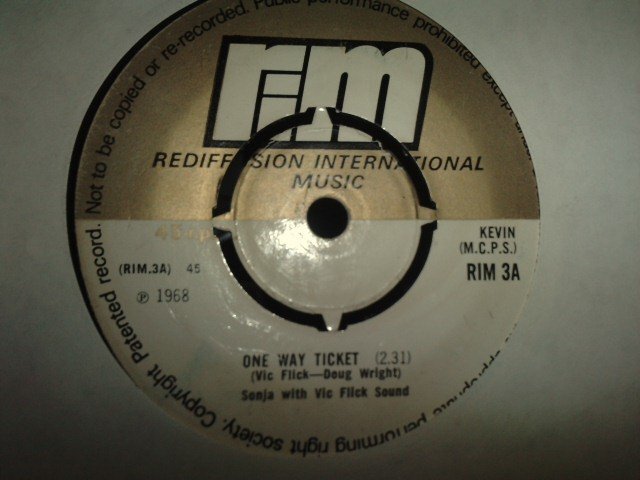 Copyright Patented record. Not to be copied or re-recorded. Public performance prohibited except
performing right society.
rim
REDIFFUSION INTERNATIONAL
MUSIC
KEVIN
(M.C.P.S.)
(RIM.3A) 45
RIM 3A
℗ 1968
ONE WAY TICKET (2.31)
(Vic Flick—Doug Wright)
Sonja with Vic Flick Sound